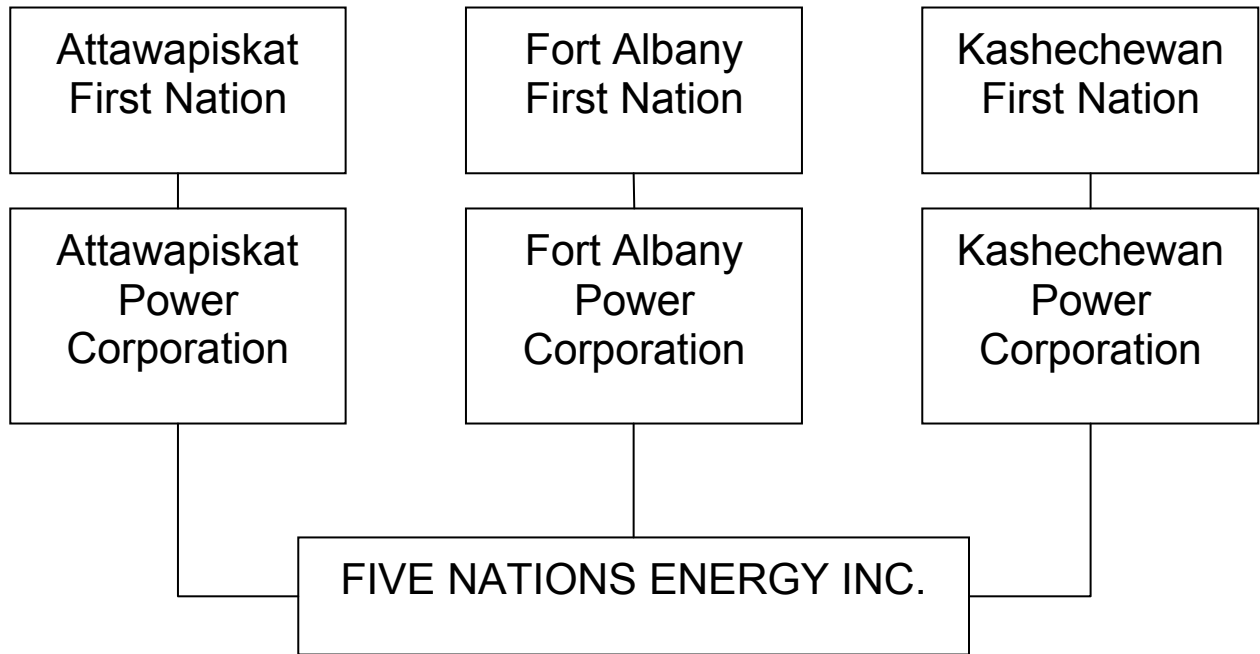 Attawapiskat
First Nation
Fort Albany
First Nation
Kashechewan
First Nation
Attawapiskat
Power
Corporation
Fort Albany
Power
Corporation
Kashechewan
Power
Corporation
FIVE NATIONS ENERGY INC.